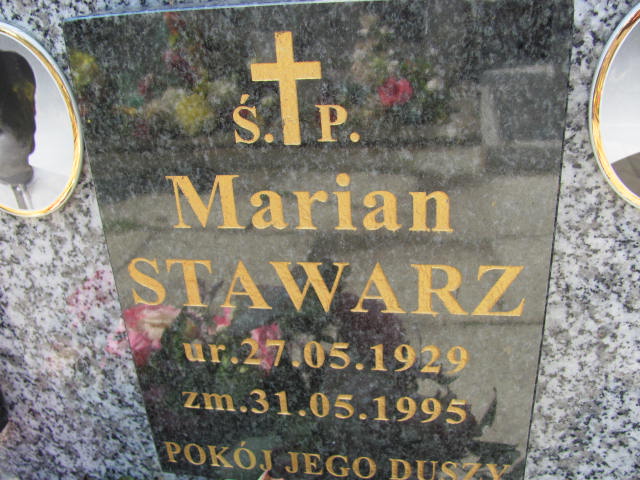 Ś. P.
Marian
STAWARZ
ur.27.05.1929
zm.31.05.1995
POKÓJ JEGO DUSZY